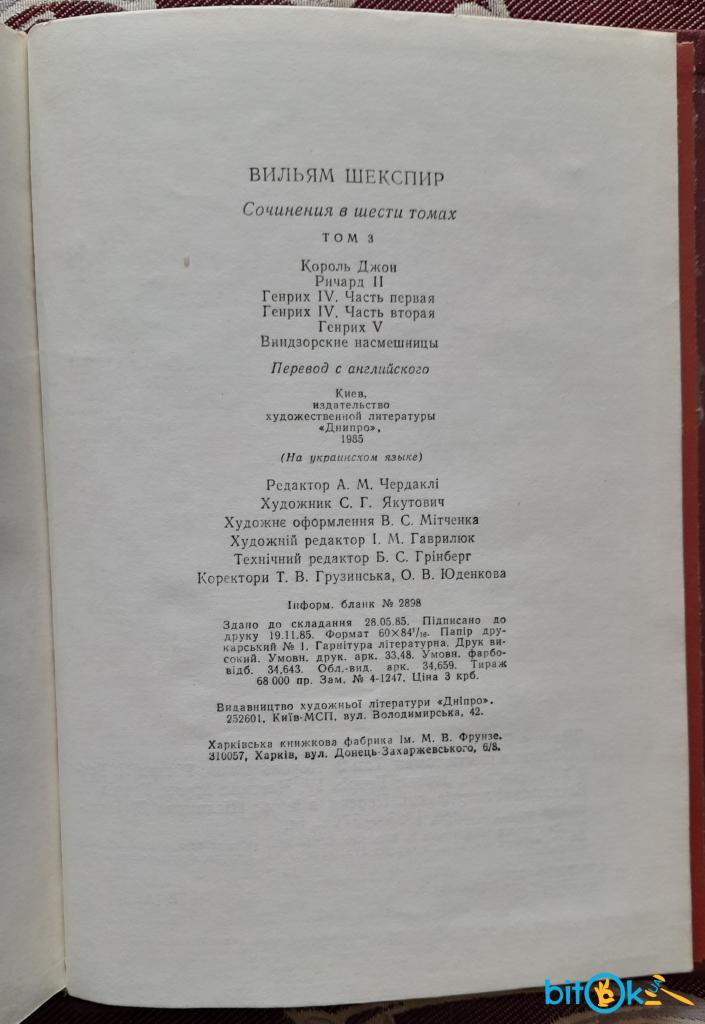 ВИЛЬЯМ ШЕКСПИР
Сочинения в шести томах
ТОМ 3
Король Джон
Ричард II
Генрих IV. Часть первая
Генрих IV. Часть вторая
Генрих V
Виндзорские насмешницы
Перевод с английского
Киев,
издательство
художественной литературы
«Днипро»,
1985
(На украинском языке)
Редактор А. М. Чердаклі
Художник С. Г. Якутович
Художнє оформлення В. С. Мітченка
Художній редактор І. М. Гаврилюк
Технічний редактор Б. С. Грінберг
Коректори Т. В. Грузинська, О. В. Юденкова
Інформ. бланк № 2898
Здано до складання 28.05.85. Підписано до
друку 19.11.85. Формат 60×84¹/₁₆. Папір дру-
карський № 1. Гарнітура літературна. Друк ви-
сокий. Умовн. друк. арк. 33,48. Умовн. фарбо-
відб. 34,643. Обл.-вид. арк. 34,659. Тираж
68 000 пр. Зам. № 4-1247. Ціна 3 крб.
Видавництво художньої літератури «Дніпро».
252601, Київ-МСП, вул. Володимирська, 42.
Харківська книжкова фабрика ім. М. В. Фрунзе.
310057, Харків, вул. Донець-Захаржевського, 6/8.
bitOk.ua